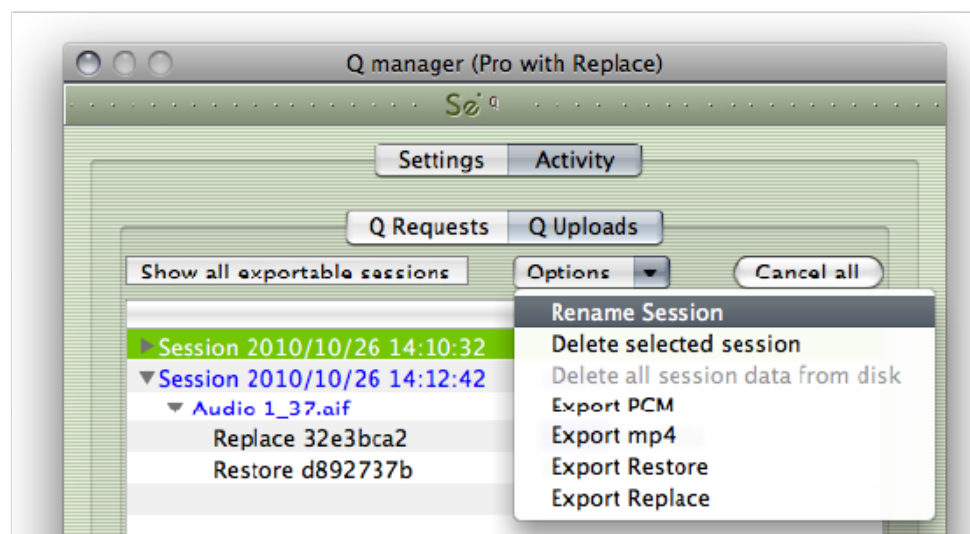 Q manager (Pro with Replace)
Settings Activity
Q Requests Q Uploads
Show all exportable sessions Options Cancel all
Rename Session
Session 2010/10/26 14:10:32 Delete selected session
Session 2010/10/26 14:12:42 Delete all session data from disk
Audio 1_37.aif Export PCM
Replace 32e3bca2 Export mp4
Restore d892737b Export Restore
Export Replace